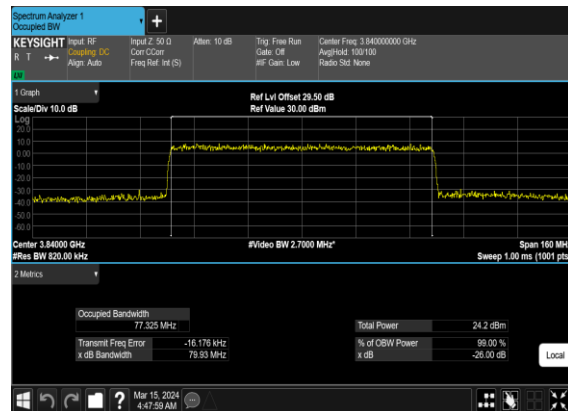 Spectrum Analyzer 1
Occupied BW
+
KEYSIGHT
R T
LXI
Input: RF
Coupling: DC
Align: Auto
Input Z: 50 Ω
Corr CCorr
Freq Ref: Int (S)
Atten: 10 dB
Trig: Free Run
Gate: Off
#IF Gain: Low
Center Freq: 3.840000000 GHz
Avg|Hold: 100/100
Radio Std: None
1 Graph
Scale/Div 10.0 dB
Ref Lvl Offset 29.50 dB
Ref Value 30.00 dBm
Log
20.0
10.0
0.00
-10.0
-20.0
-30.0
-40.0
-50.0
-60.0
Center 3.84000 GHz
#Video BW 2.7000 MHz*
Span 160 MH
#Res BW 820.00 kHz
Sweep 1.00 ms (1001 pts
2 Metrics
Occupied Bandwidth
77.325 MHz
Total Power 24.2 dBm
Transmit Freq Error -16.176 kHz
% of OBW Power 99.00 %
x dB Bandwidth 79.93 MHz
x dB -26.00 dB
Local
?
Mar 15, 2024
4:47:59 AM